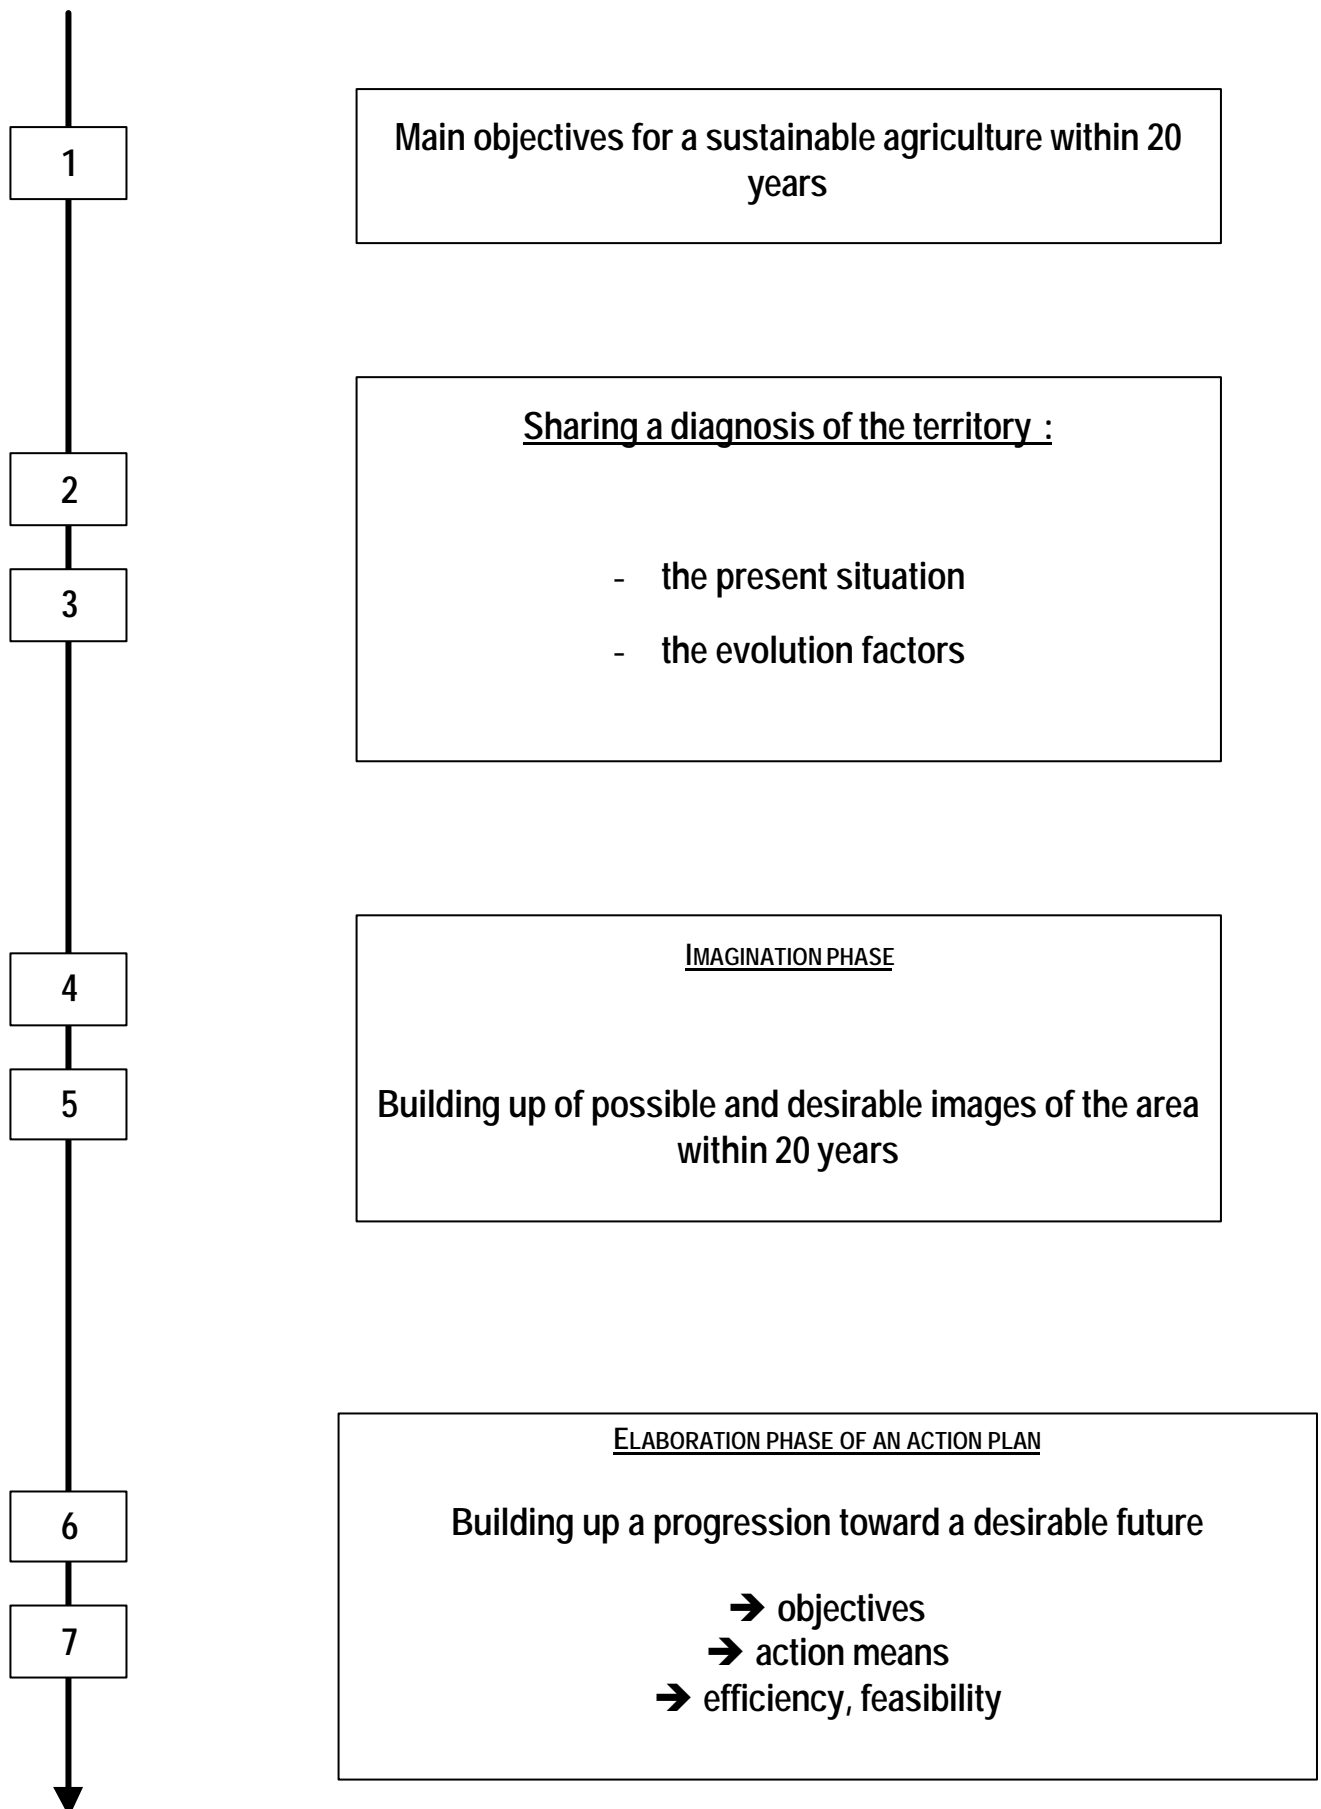 1
Main objectives for a sustainable agriculture within 20
years
2
3
Sharing a diagnosis of the territory :
- the present situation
- the evolution factors
4
5
IMAGINATION PHASE
Building up of possible and desirable images of the area
within 20 years
6
7
ELABORATION PHASE OF AN ACTION PLAN
Building up a progression toward a desirable future
➔ objectives
➔ action means
➔ efficiency, feasibility